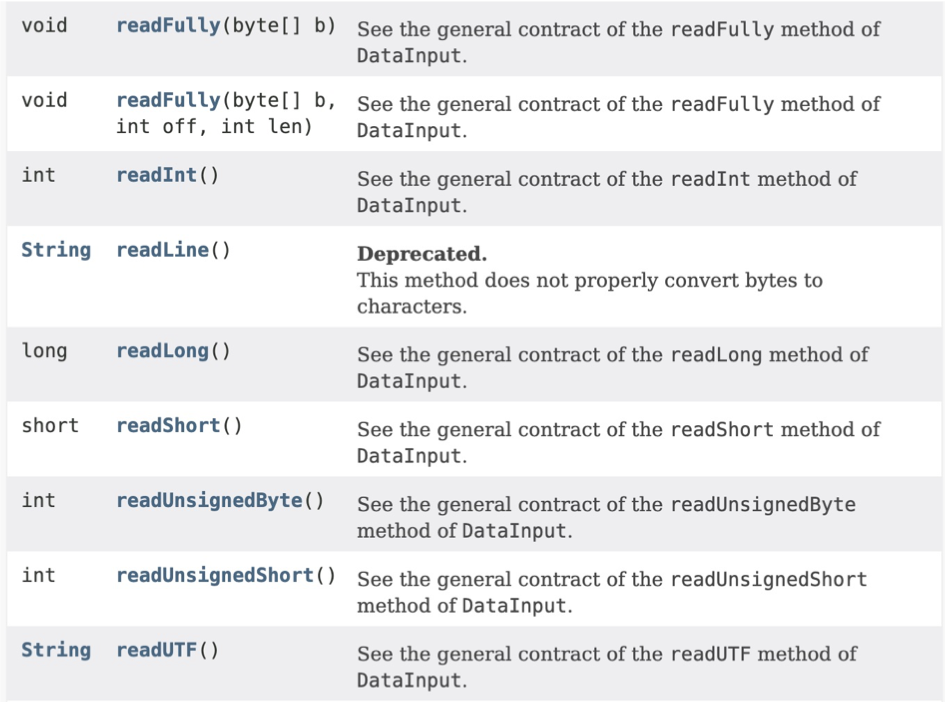 void readFully(byte[] b) See the general contract of the readFully method of
DataInput.
void readFully(byte[] b, See the general contract of the readFully method of
int off, int len) DataInput.
int readInt() See the general contract of the readInt method of
DataInput.
String readLine() Deprecated.
This method does not properly convert bytes to
characters.
long readLong() See the general contract of the readLong method of
DataInput.
short readShort() See the general contract of the readShort method of
DataInput.
int readUnsignedByte() See the general contract of the readUnsignedByte
method of DataInput.
int readUnsignedShort() See the general contract of the readUnsignedShort
method of DataInput.
String readUTF() See the general contract of the readUTF method of
DataInput.